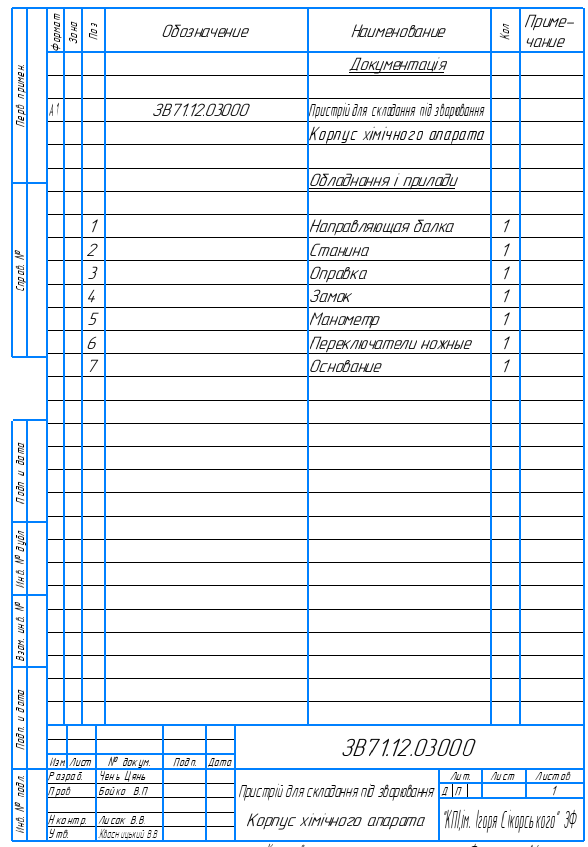 Перв. примен.
Справ. №
Подп. и дата
Инв. № дубл.
Взам. инв. №
Подп. и дата
Инв. № подл.
Формат
Зона
Поз
Обозначение
Наименование
Кол
Приме-
чание
Документація
А1 ЗВ71.12.03000 Пристрій для складання під зварювання
Корпус хімічного апарата
Обладнання і прилади
1 Направляющая балка 1
2 Станина 1
3 Оправка 1
4 Замок 1
5 Манометр 1
6 Переключатели ножные 1
7 Основание 1
ЗВ71.12.03000
Изм. Лист № докум. Подп. Дата
Разраб. Чень Цянь
Пров Бойко В.П
Н контр. Лисак В.В.
Утв. Квасницький В.В
Пристрій для складання під зварювання
Корпус хімічного апарата
Лит. Лист Листов
Д П 1
"КПІ,ім. Ігоря Сікорського" ЗФ